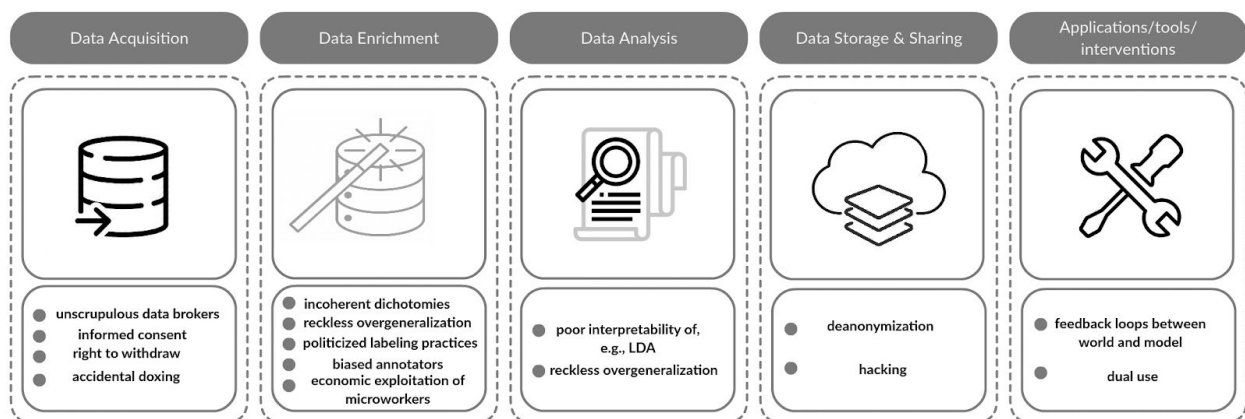 Data Acquisition
Data Enrichment
Data Analysis
Data Storage & Sharing
Applications/tools/
interventions
unscrupulous data brokers
informed consent
right to withdraw
accidental doxing
incoherent dichotomies
reckless overgeneralization
politicized labeling practices
biased annotators
economic exploitation of
microworkers
poor interpretability of,
e.g., LDA
reckless overgeneralization
deanonymization
hacking
feedback loops between
world and model
dual use